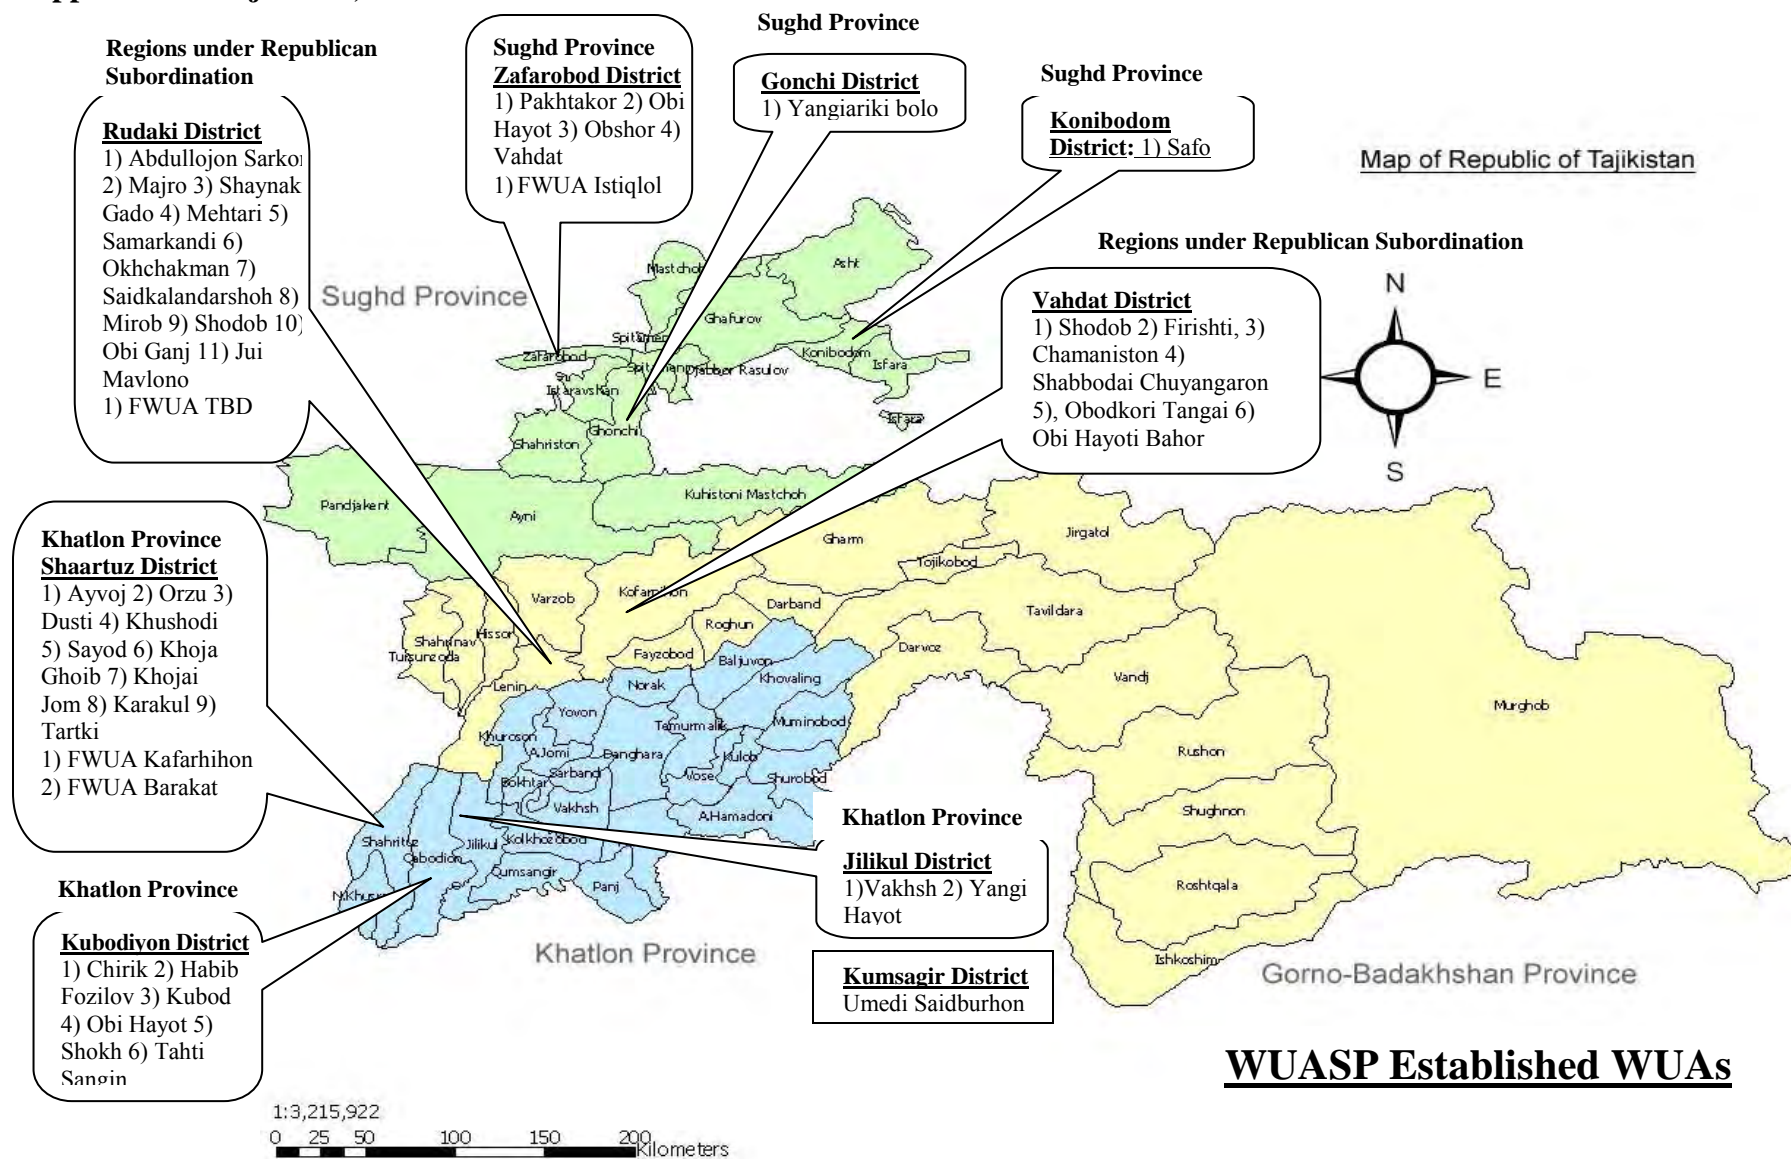 Regions under Republican
Subordination
Rudaki District
1) Abdullojon Sarkor
2) Majro 3) Shaynak
Gado 4) Mehtari 5)
Samarkandi 6)
Okhchakman 7)
Saidkalandarshoh 8)
Mirob 9) Shodob 10)
Obi Ganj 11) Jui
Mavlono
1) FWUA TBD
Sughd Province
Zafarobod District
1) Pakhtakor 2) Obi
Hayot 3) Obshor 4)
Vahdat
1) FWUA Istiqlol
Sughd Province
Gonchi District
1) Yangiariki bolo
Sughd Province
Konibodom
District: 1) Safo
Map of Republic of Tajikistan
Regions under Republican Subordination
Vahdat District
1) Shodob 2) Firishti, 3)
Chamaniston 4)
Shabbodai Chuyangaron
5), Obodkori Tangai 6)
Obi Hayoti Bahor
N
E
S
Sughd Province
Mastchoh
Asht
Ghafurov
Spitamen
Zafarobod
Konibodom
Isfara
Spitamen
Djabbor Rasulov
Istaravshan
Isfara
Ghonchi
Shahriston
Kuhistoni Mastchoh
Pandjakent
Ayni
Gharm
Jirgatol
Tojikobod
Varzob
Kofarnihon
Darband
Tavildara
Roghun
Shahrinav
Hissor
Tursunzoda
Fayzobod
Baljuvon
Darvoz
Lenin
Norak
Khovaling
Vandj
Murghob
Yovon
Temurmalik
Muminobod
Khuroson
A.Jomi
Danghara
Kulob
Rushon
Sarband
Bokhtar
Vose
Shurobod
Vakhsh
A.Hamadoni
Shughnon
Shahrituz
Jilikul
Kolkhozobod
Qabodion
Qumsangir
Panj
Roshtqala
Ishkoshim
Khatlon Province
Gorno-Badakhshan Province
Khatlon Province
Shaartuz District
1) Ayvoj 2) Orzu 3)
Dusti 4) Khushodi
5) Sayod 6) Khoja
Ghoib 7) Khojai
Jom 8) Karakul 9)
Tartki
1) FWUA Kafarhihon
2) FWUA Barakat
Khatlon Province
Kubodiyon District
1) Chirik 2) Habib
Fozilov 3) Kubod
4) Obi Hayot 5)
Shokh 6) Tahti
Sangin
Khatlon Province
Jilikul District
1)Vakhsh 2) Yangi
Hayot
Kumsagir District
Umedi Saidburhon
WUASP Established WUAs
1:3,215,922
0 25 50 100 150 200
Kilometers